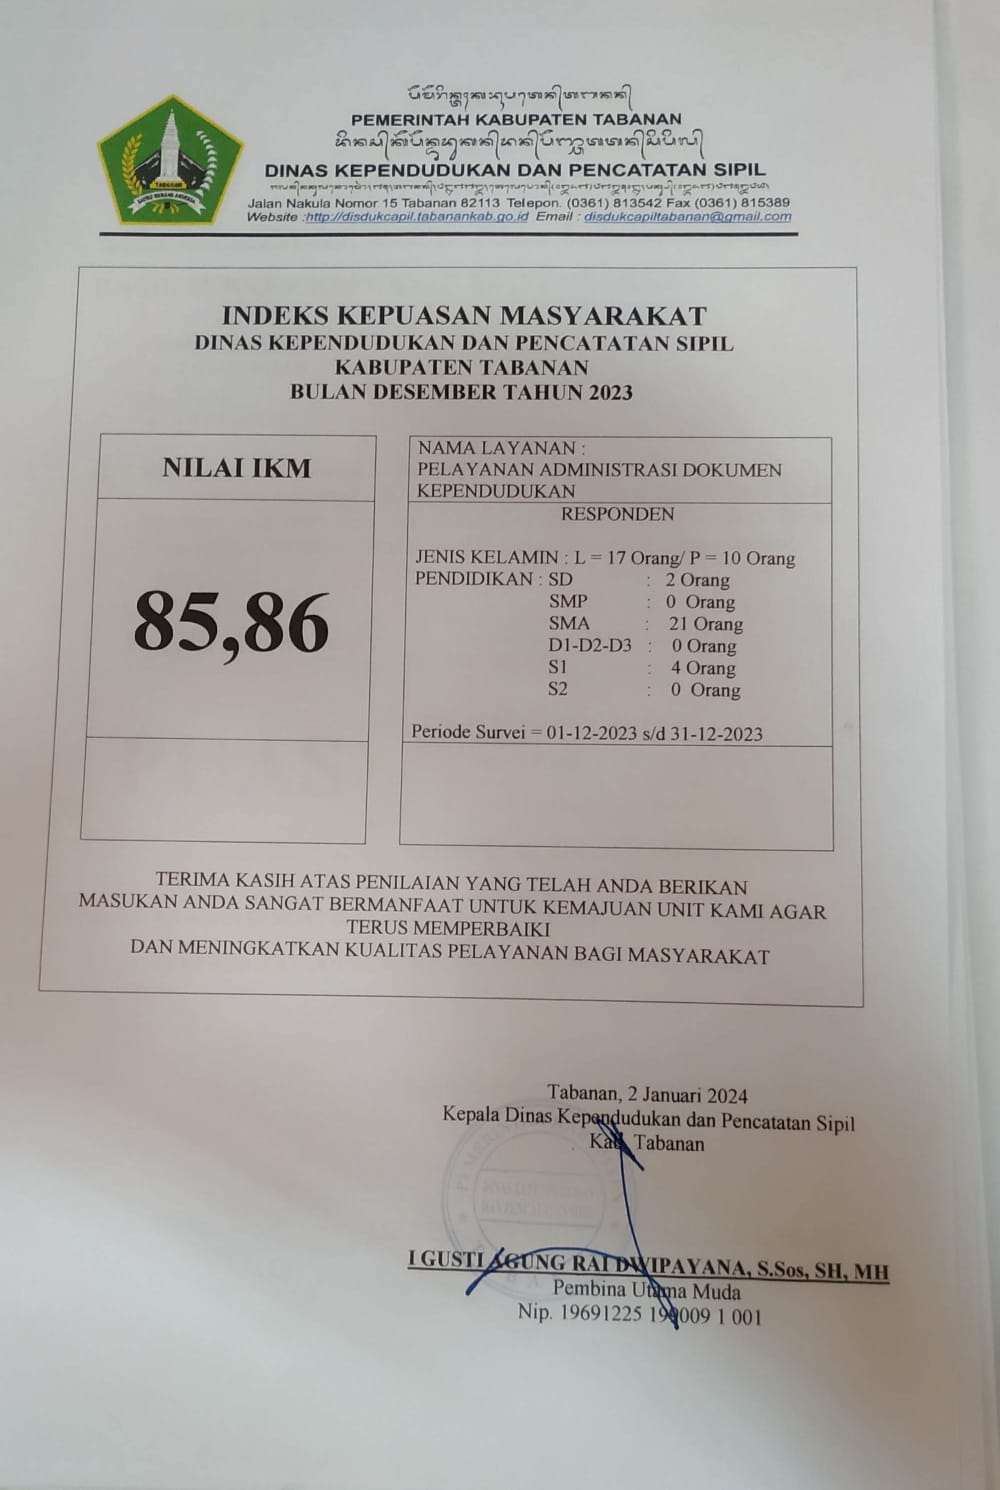 PEMERINTAH KABUPATEN TABANAN
DINAS KEPENDUDUKAN DAN PENCATATAN SIPIL
Jalan Nakula Nomor 15 Tabanan 82113 Telepon. (0361) 813542 Fax (0361) 815389
Website :http://disdukcapil.tabanankab.go.id Email : disdukcapiltabanan@gmail.com
TABANAN
INDEKS KEPUASAN MASYARAKAT
DINAS KEPENDUDUKAN DAN PENCATATAN SIPIL
KABUPATEN TABANAN
BULAN DESEMBER TAHUN 2023
NILAI IKM
85,86
NAMA LAYANAN :
PELAYANAN ADMINISTRASI DOKUMEN
KEPENDUDUKAN
RESPONDEN
JENIS KELAMIN : L = 17 Orang/ P = 10 Orang
PENDIDIKAN : SD : 2 Orang
SMP : 0 Orang
SMA : 21 Orang
D1-D2-D3 : 0 Orang
S1 : 4 Orang
S2 : 0 Orang
Periode Survei = 01-12-2023 s/d 31-12-2023
TERIMA KASIH ATAS PENILAIAN YANG TELAH ANDA BERIKAN
MASUKAN ANDA SANGAT BERMANFAAT UNTUK KEMAJUAN UNIT KAMI AGAR
TERUS MEMPERBAIKI
DAN MENINGKATKAN KUALITAS PELAYANAN BAGI MASYARAKAT
Tabanan, 2 Januari 2024
Kepala Dinas Kependudukan dan Pencatatan Sipil
Kab. Tabanan
I GUSTI AGUNG RAI DWIPAYANA, S.Sos, SH, MH
Pembina Utama Muda
Nip. 19691225 199009 1 001